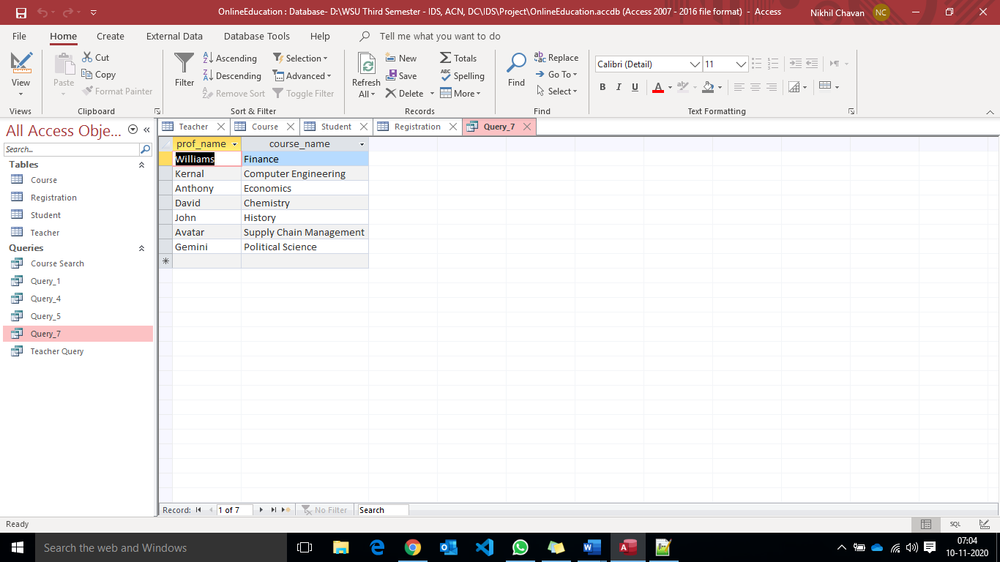 OnlineEducation : Database- D:\WSU Third Semester - IDS, ACN, DC\IDS\Project\OnlineEducation.accdb (Access 2007 - 2016 file format) - Access
Nikhil Chavan NC
File Home Create External Data Database Tools Help Tell me what you want to do
View
Views
Paste
Cut
Copy
Format Painter
Clipboard
Filter
Ascending
Descending
Remove Sort
Selection
Advanced
Toggle Filter
Sort & Filter
Refresh
All
New
Save
Delete
Totals
Spelling
More
Records
Find
Replace
Go To
Select
Find
Calibri (Detail) 11
B I U A
Text Formatting
All Access Obje...
Search...
Tables
Course
Registration
Student
Teacher
Queries
Course Search
Query_1
Query_4
Query_5
Query_7
Teacher Query
Teacher Course Student Registration Query_7
prof_name course_name
Williams Finance
Kernal Computer Engineering
Anthony Economics
David Chemistry
John History
Avatar Supply Chain Management
Gemini Political Science
Record: 1 of 7 No Filter Search
Ready SQL
Search the web and Windows
07:04
10-11-2020